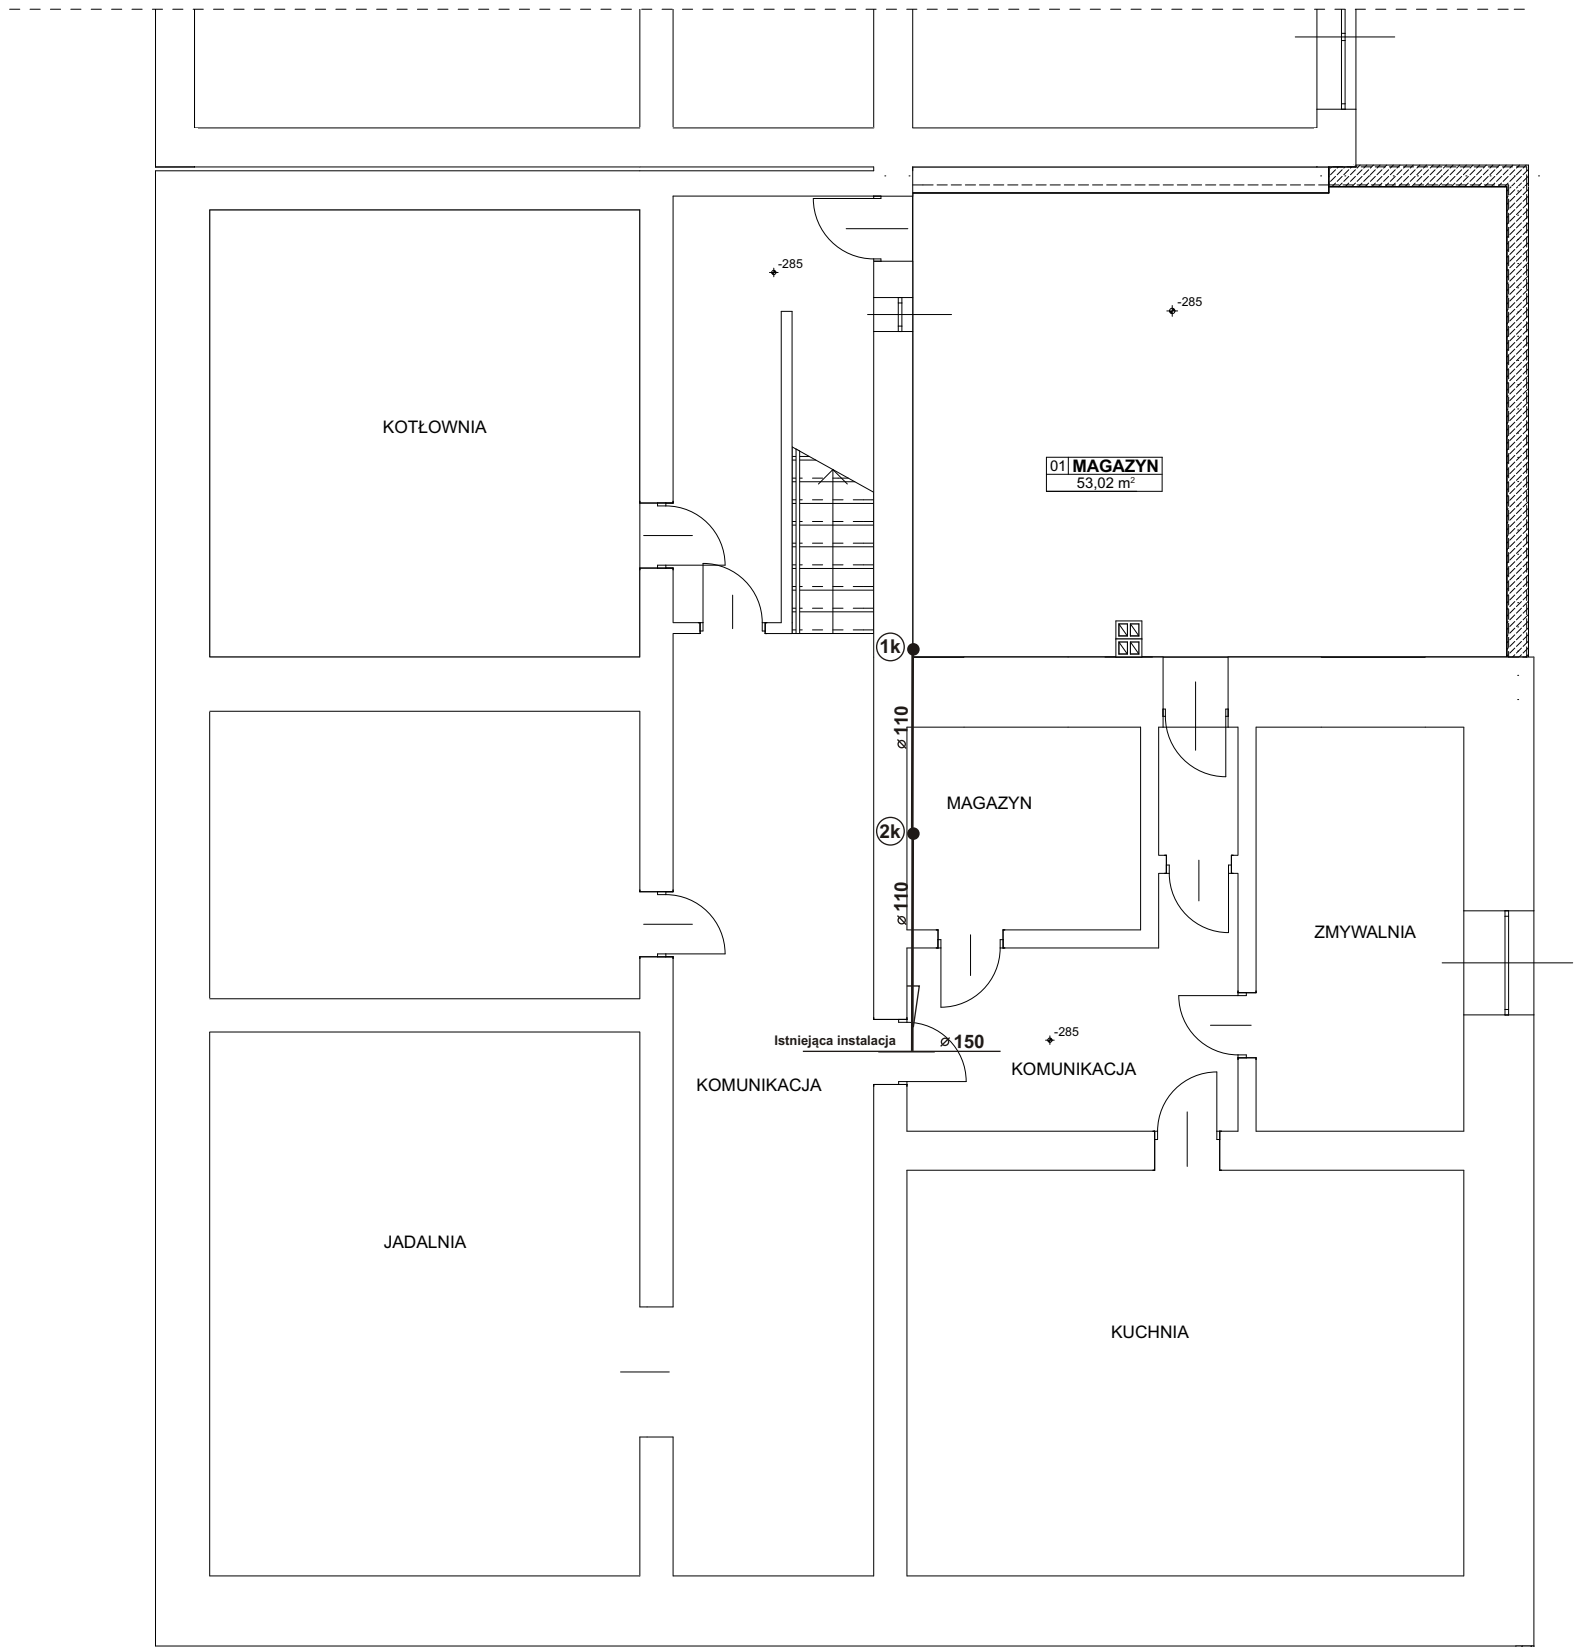 -285
-285
KOTŁOWNIA
01 MAGAZYN
53,02 m²
1k
⌀ 110
MAGAZYN
2k
⌀ 110
ZMYWALNIA
Istniejąca instalacja
⌀ 150
-285
KOMUNIKACJA
KOMUNIKACJA
JADALNIA
KUCHNIA